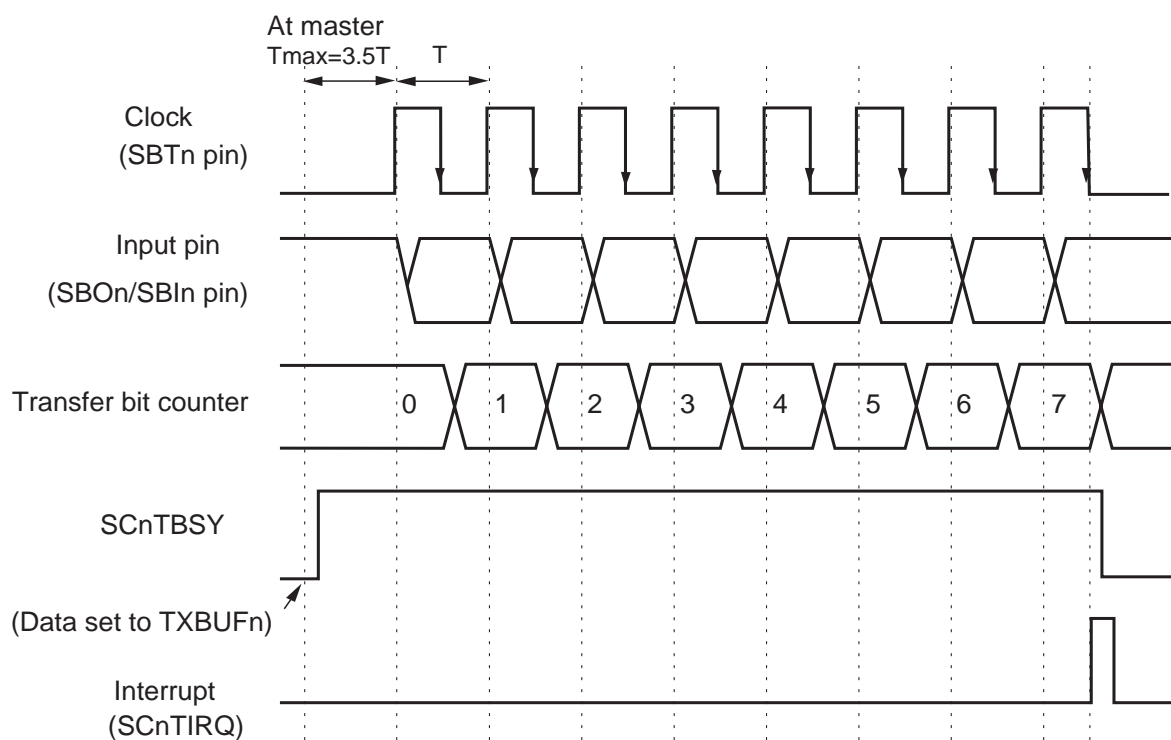 At master
Tmax=3.5T
T
Clock
(SBTn pin)
Input pin
(SBOn/SBIn pin)
Transfer bit counter
0 1 2 3 4 5 6 7
SCnTBSY
(Data set to TXBUFn)
Interrupt
(SCnTIRQ)